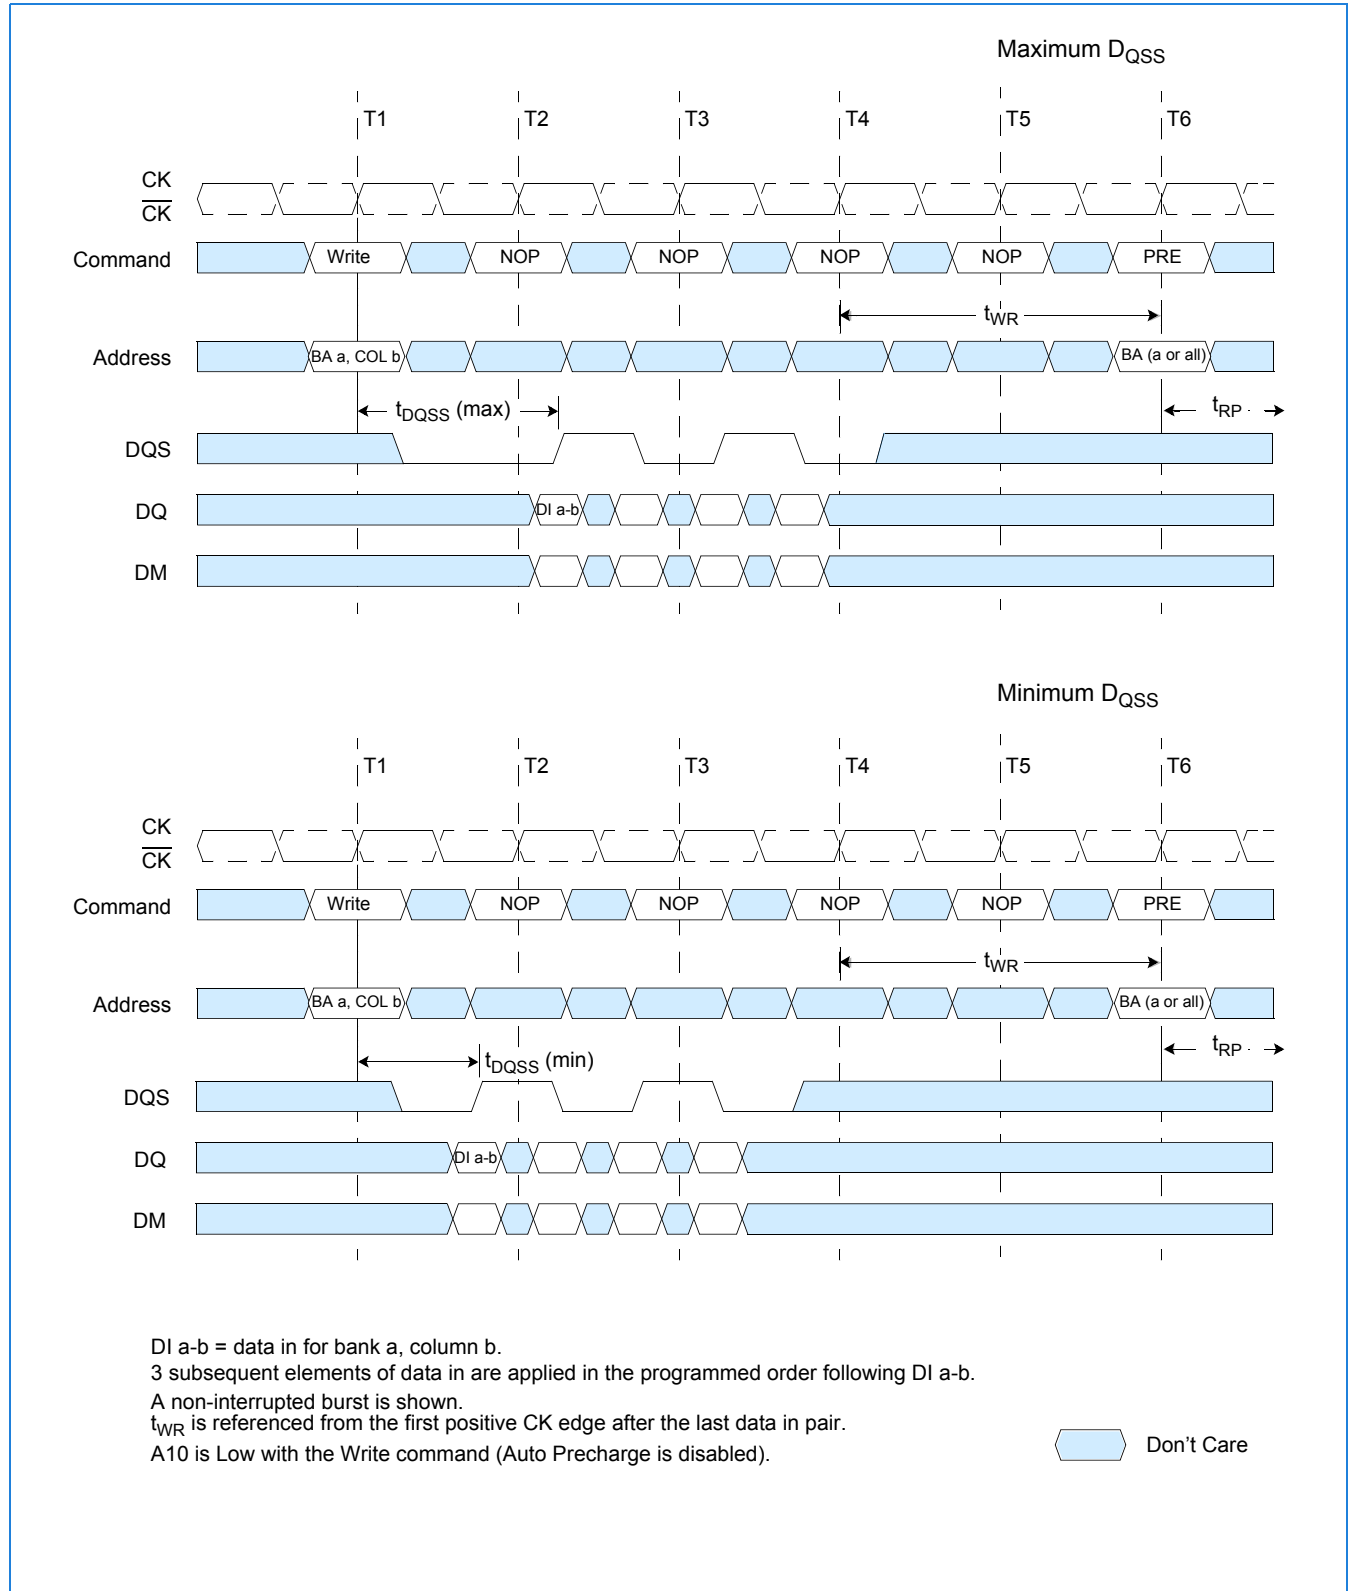 Maximum DQSS
T1 T2 T3 T4 T5 T6
CK
CK
Command Write NOP NOP NOP NOP PRE
tWR
Address BA a, COL b BA (a or all)
tDQSS (max) tRP
DQS
DQ DI a-b
DM
Minimum DQSS
T1 T2 T3 T4 T5 T6
CK
CK
Command Write NOP NOP NOP NOP PRE
tWR
Address BA a, COL b BA (a or all)
tDQSS (min) tRP
DQS
DQ DI a-b
DM
DI a-b = data in for bank a, column b.
3 subsequent elements of data in are applied in the programmed order following DI a-b.
A non-interrupted burst is shown.
tWR is referenced from the first positive CK edge after the last data in pair.
A10 is Low with the Write command (Auto Precharge is disabled).
Don't Care